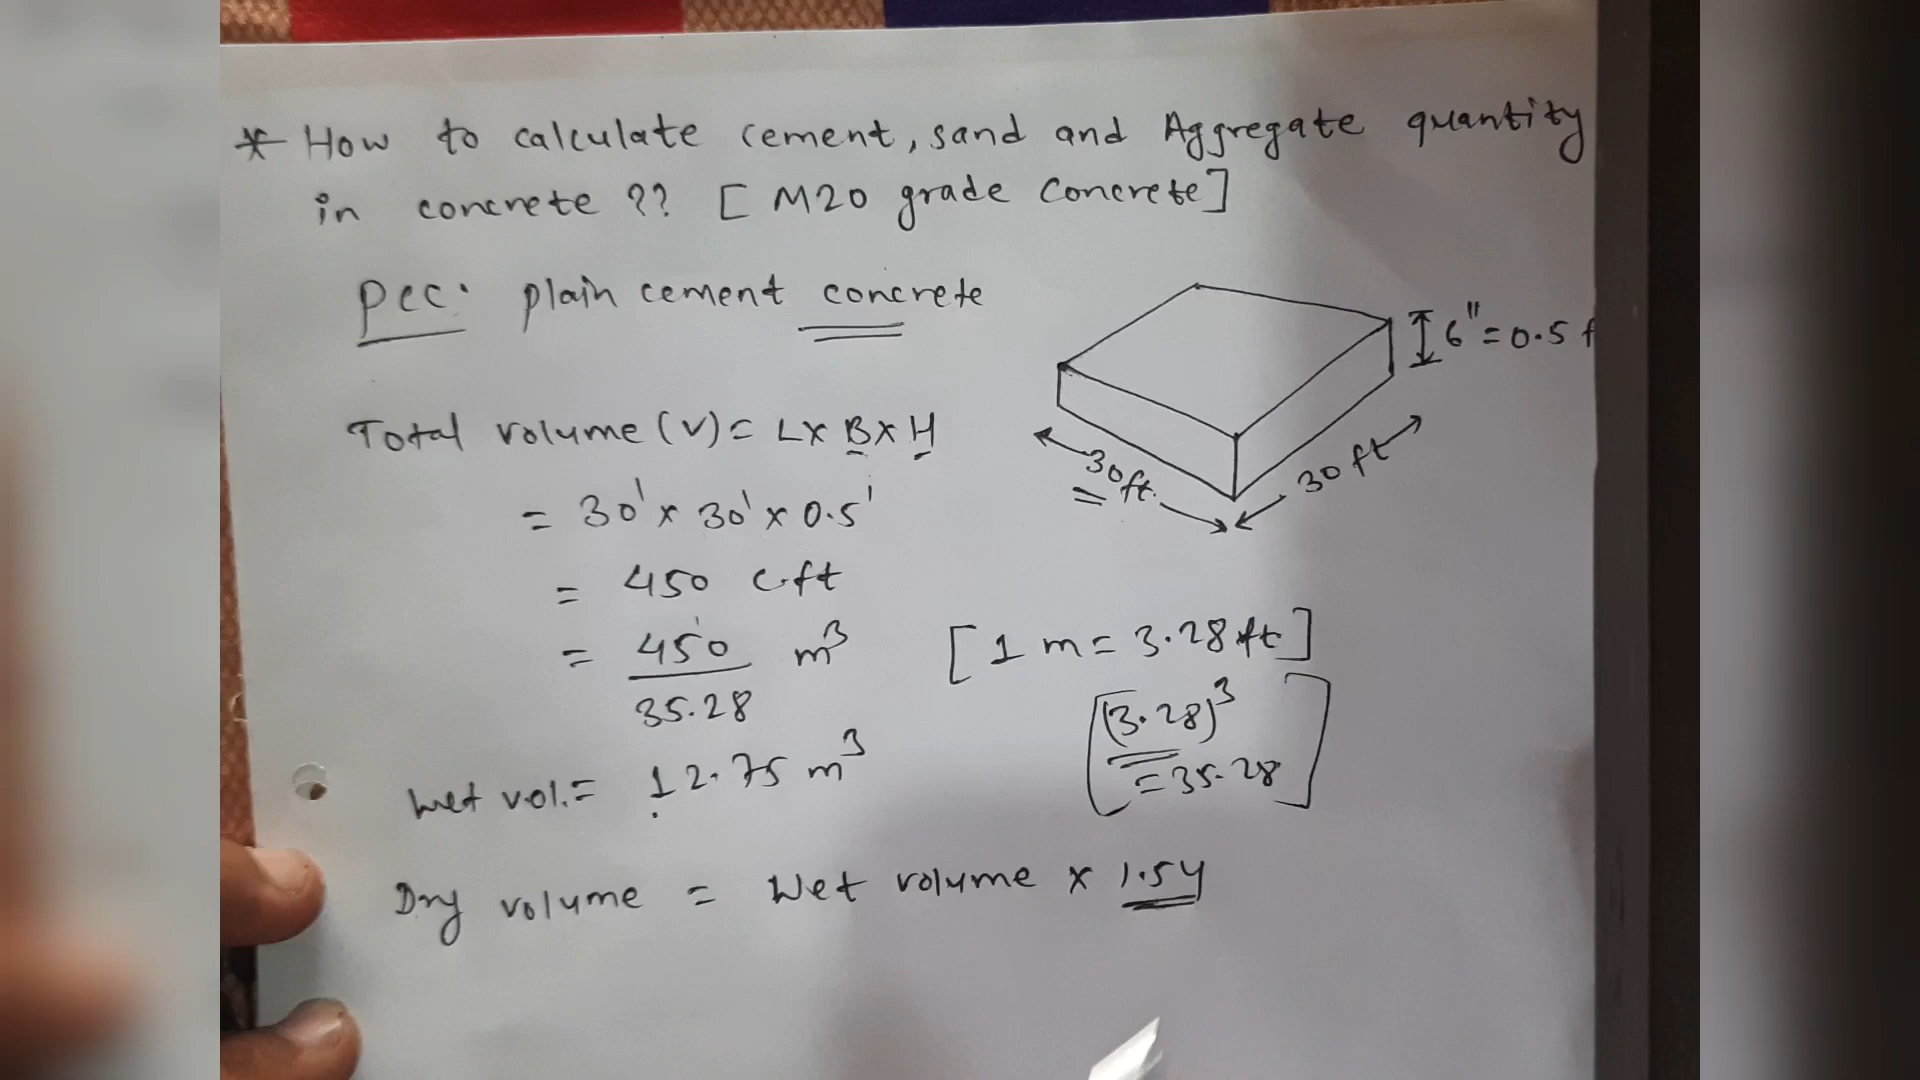 * How to calculate cement, sand and Aggregate quantity
in concrete ?? [ M20 grade concrete]
PCC: plain cement concrete
6" = 0.5 f
30 ft.
30 ft
Total volume (V) = L x B x H
= 30' x 30' x 0.5'
= 450 c.ft
= 450 m³ [1 m = 3.28 ft]
35.28
[(3.28)³
= 35.28]
Wet vol. = 12.75 m³
Dry volume = Wet volume x 1.54